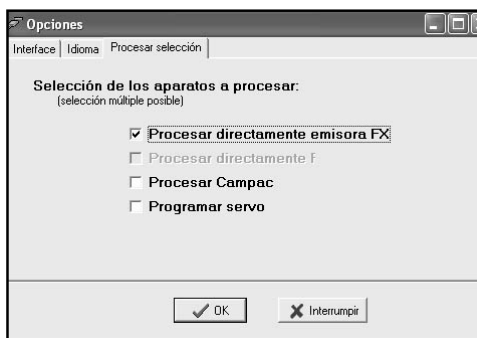 Opciones
Interface Idioma Procesar selección
Selección de los aparatos a procesar:
(selección múltiple posible)
Procesar directamente emisora FX
Procesar directamente F
Procesar Campac
Programar servo
OK Interrumpir